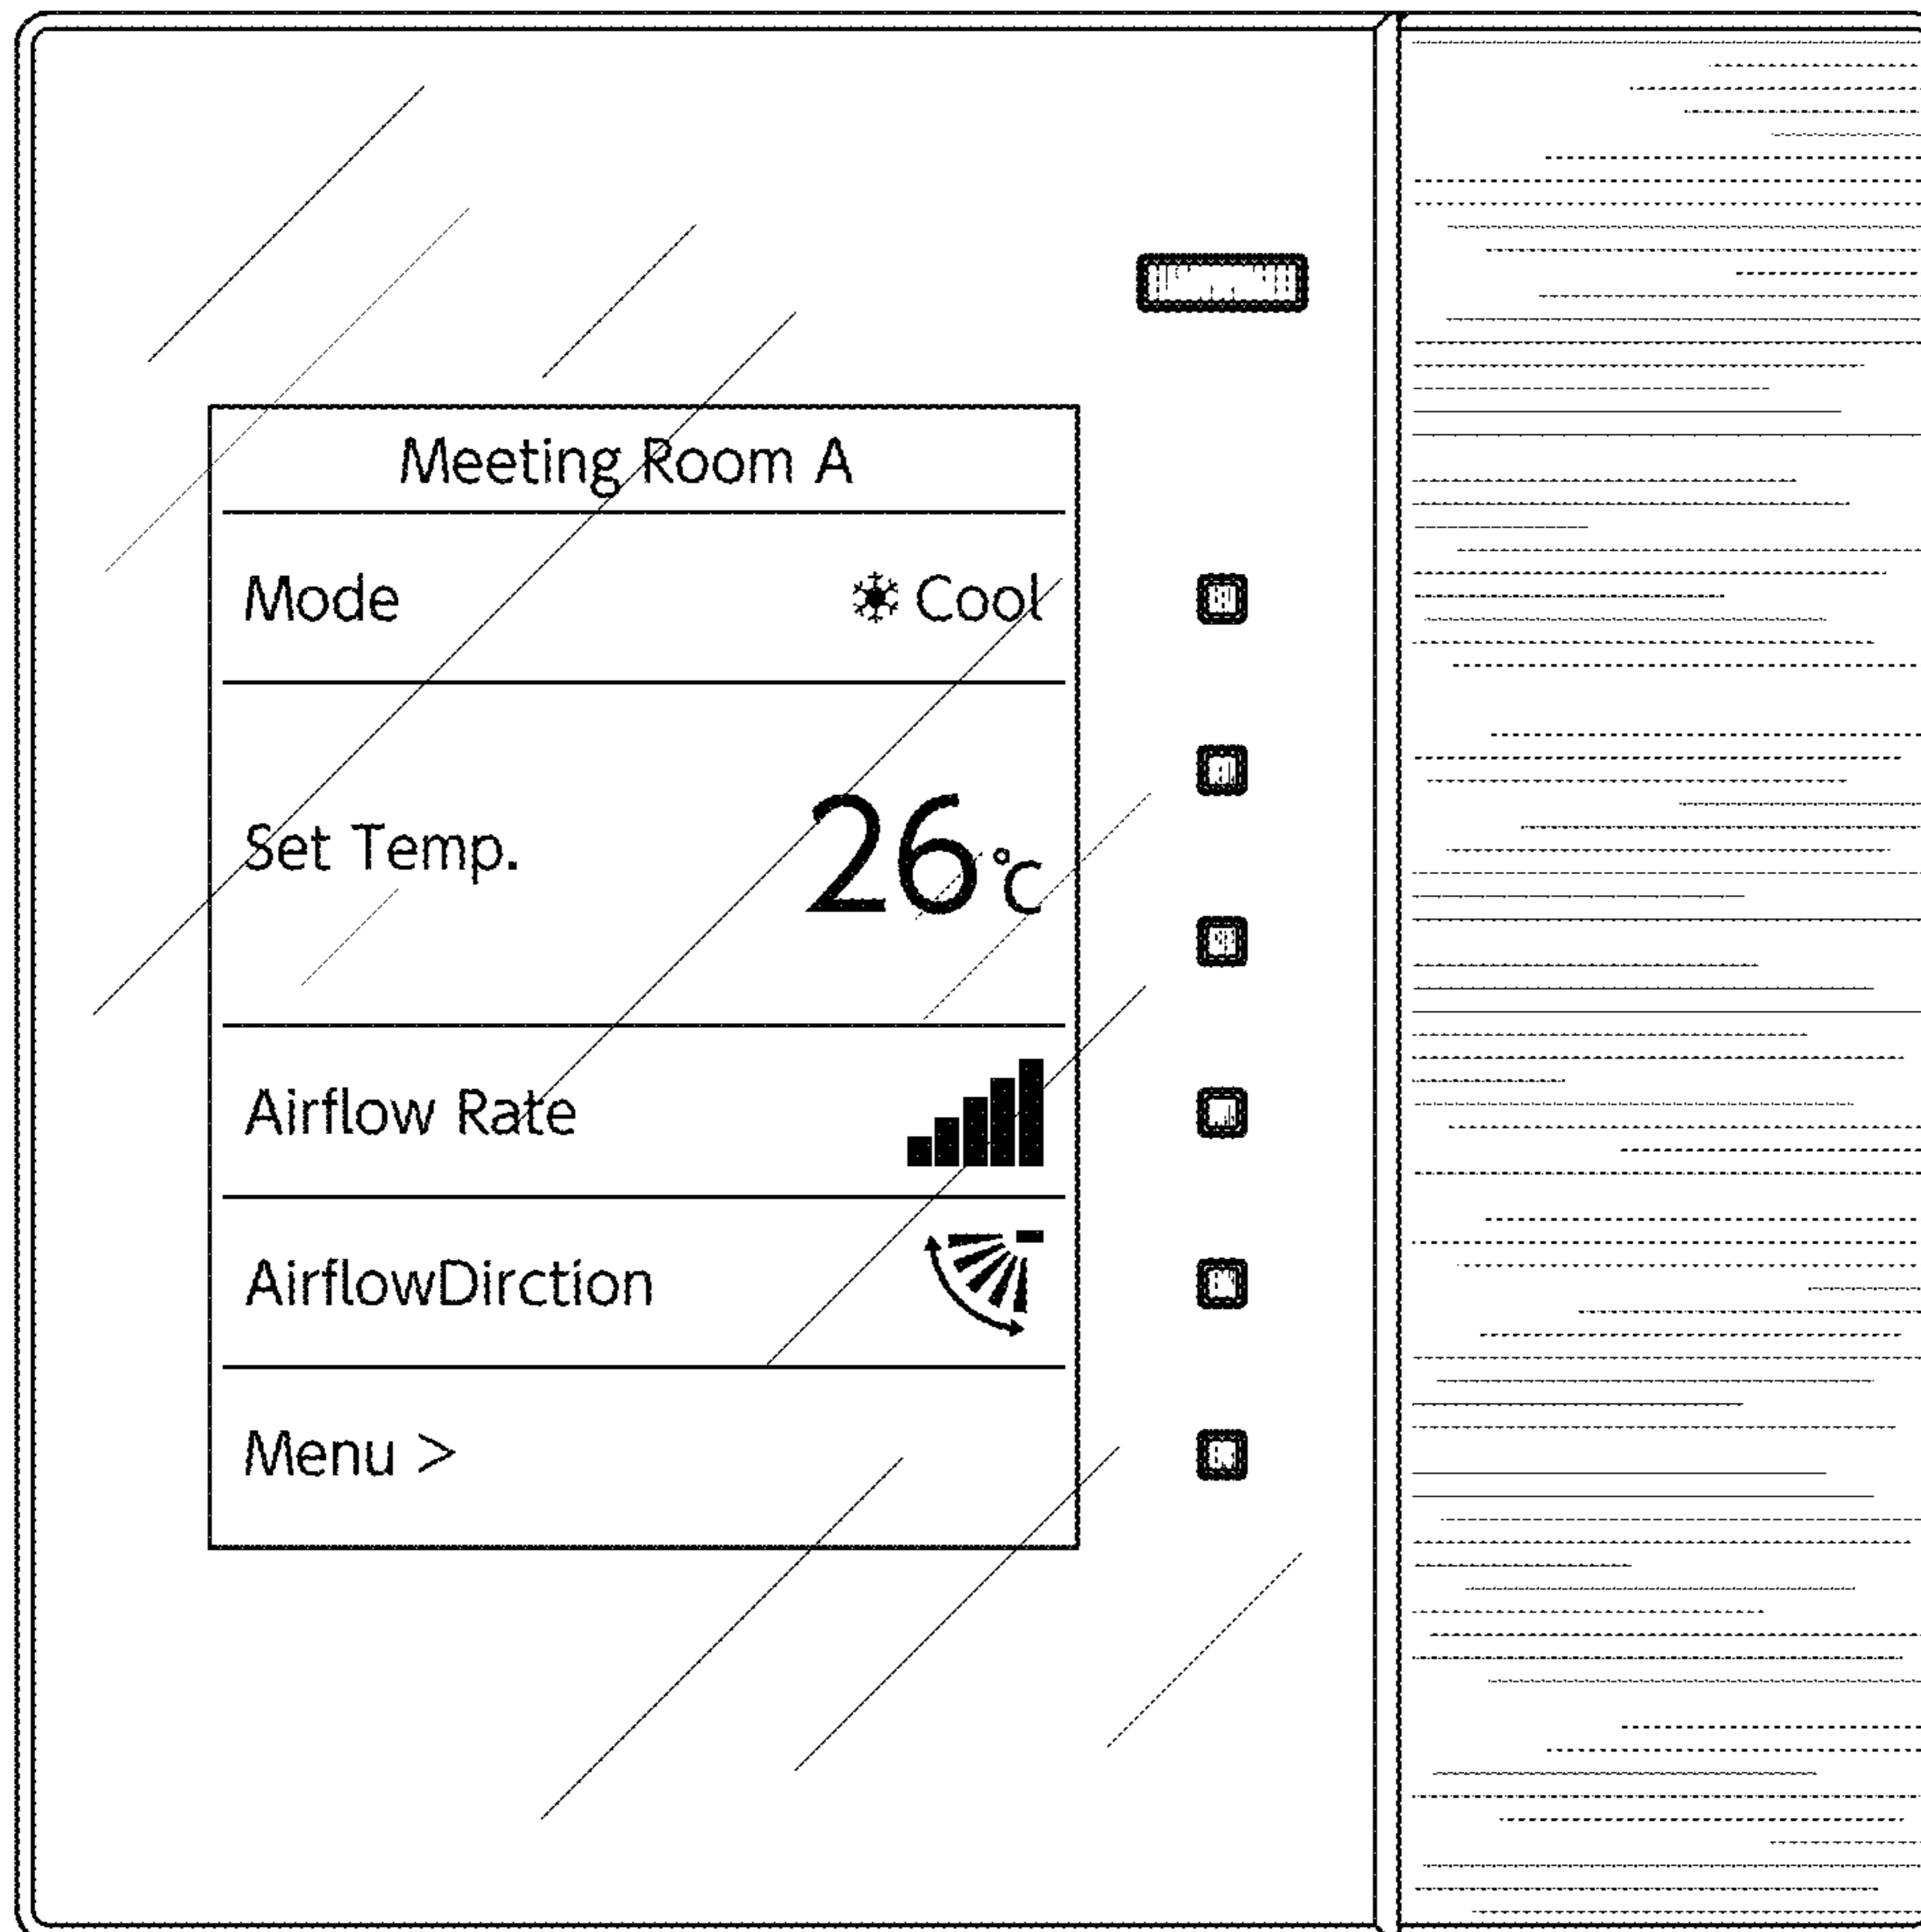 Meeting Room A
Mode Cool
Set Temp. 26°C
Airflow Rate
AirflowDirction
Menu >